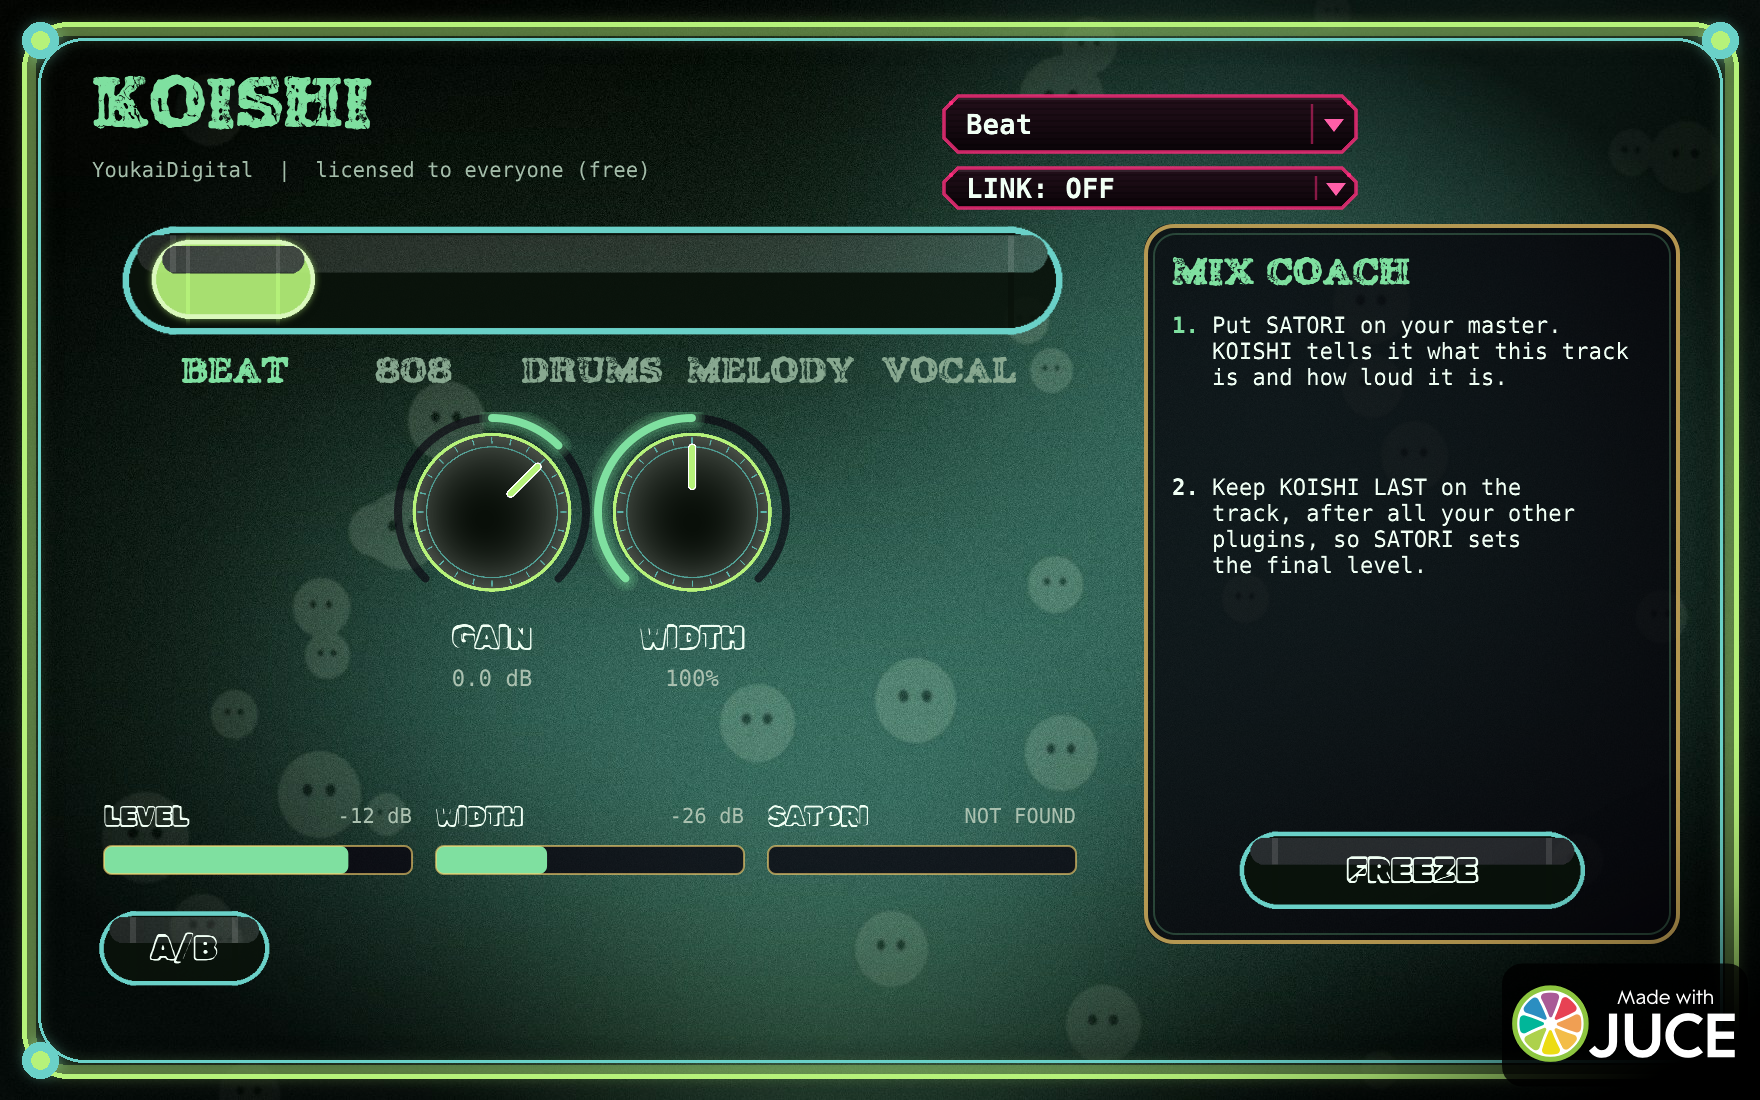 KOISHI
YoukaiDigital | licensed to everyone (free)
Beat
LINK: OFF
BEAT 808 DRUMS MELODY VOCAL
GAIN WIDTH
0.0 dB 100%
LEVEL -12 dB WIDTH -26 dB SATORI NOT FOUND
A/B
MIX COACH
1. Put SATORI on your master.
KOISHI tells it what this track
is and how loud it is.
2. Keep KOISHI LAST on the
track, after all your other
plugins, so SATORI sets
the final level.
FREEZE
Made with
JUCE